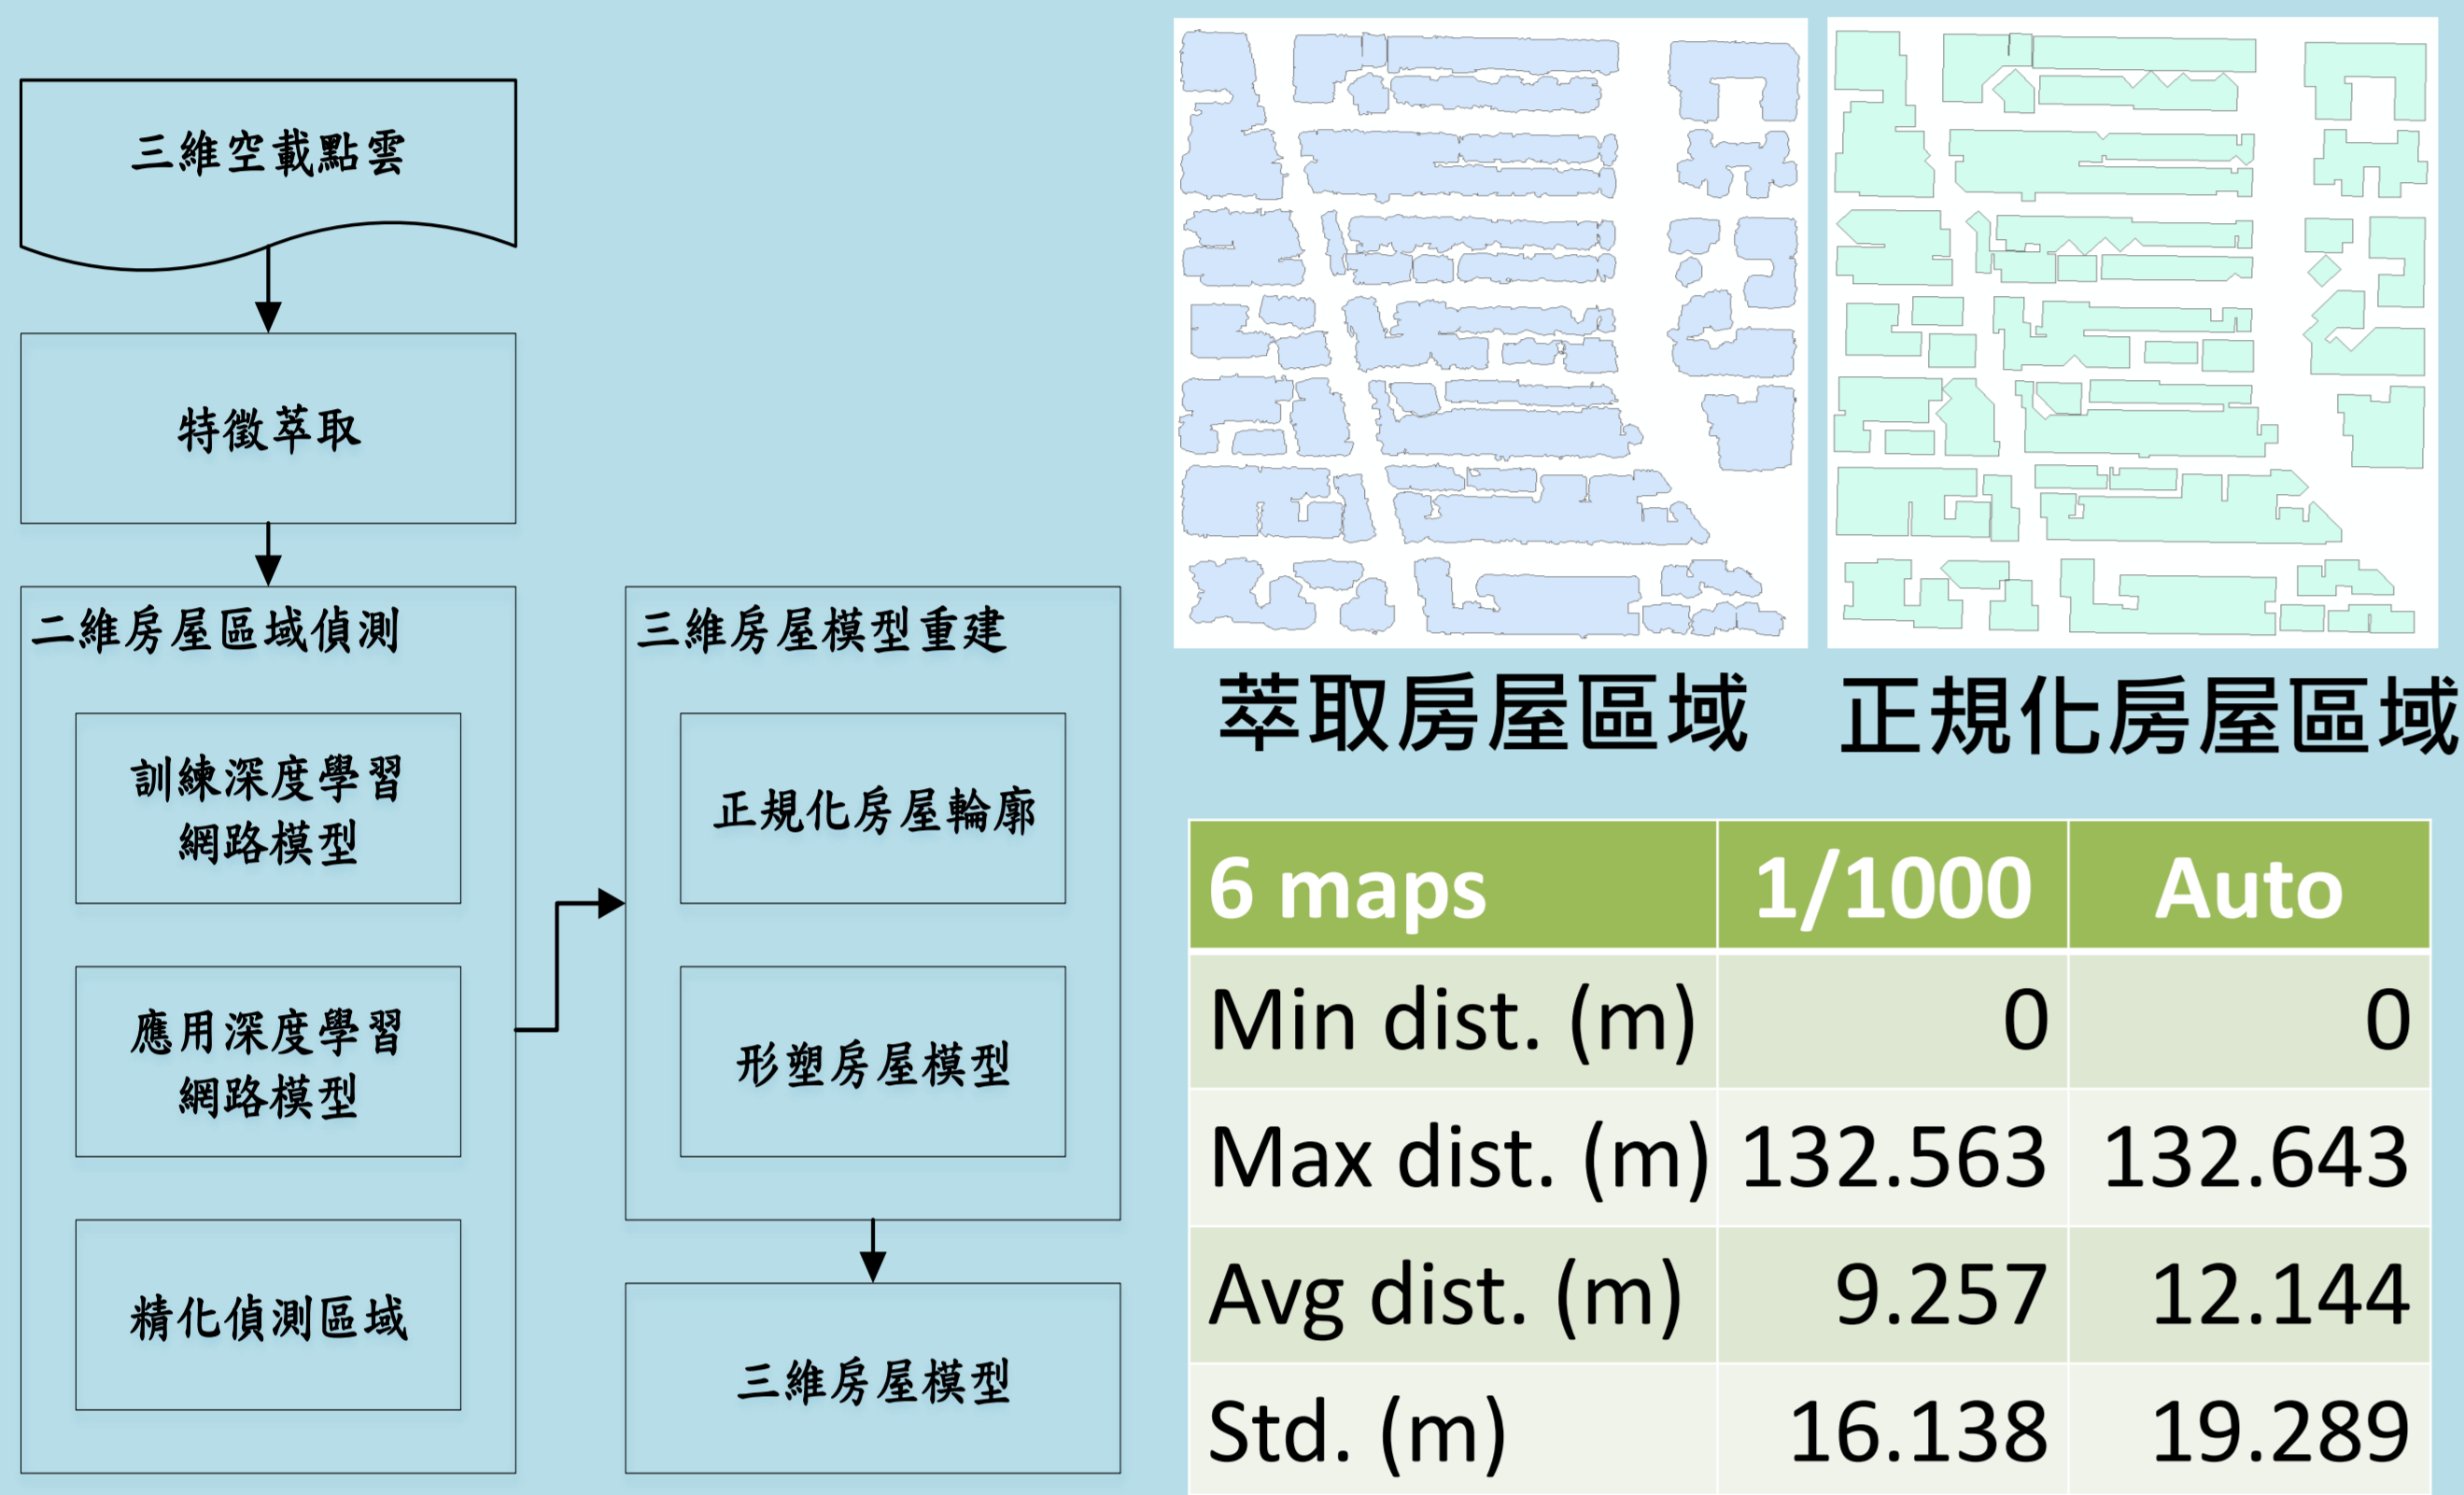 三維空載點雲
特徵萃取
二維房屋區域偵測
訓練深度學習
網路模型
應用深度學習
網路模型
精化偵測區域
三維房屋模型重建
正規化房屋輪廓
形塑房屋模型
三維房屋模型
萃取房屋區域
正規化房屋區域
6 maps 1/1000 Auto
Min dist. (m) 0 0
Max dist. (m) 132.563 132.643
Avg dist. (m) 9.257 12.144
Std. (m) 16.138 19.289